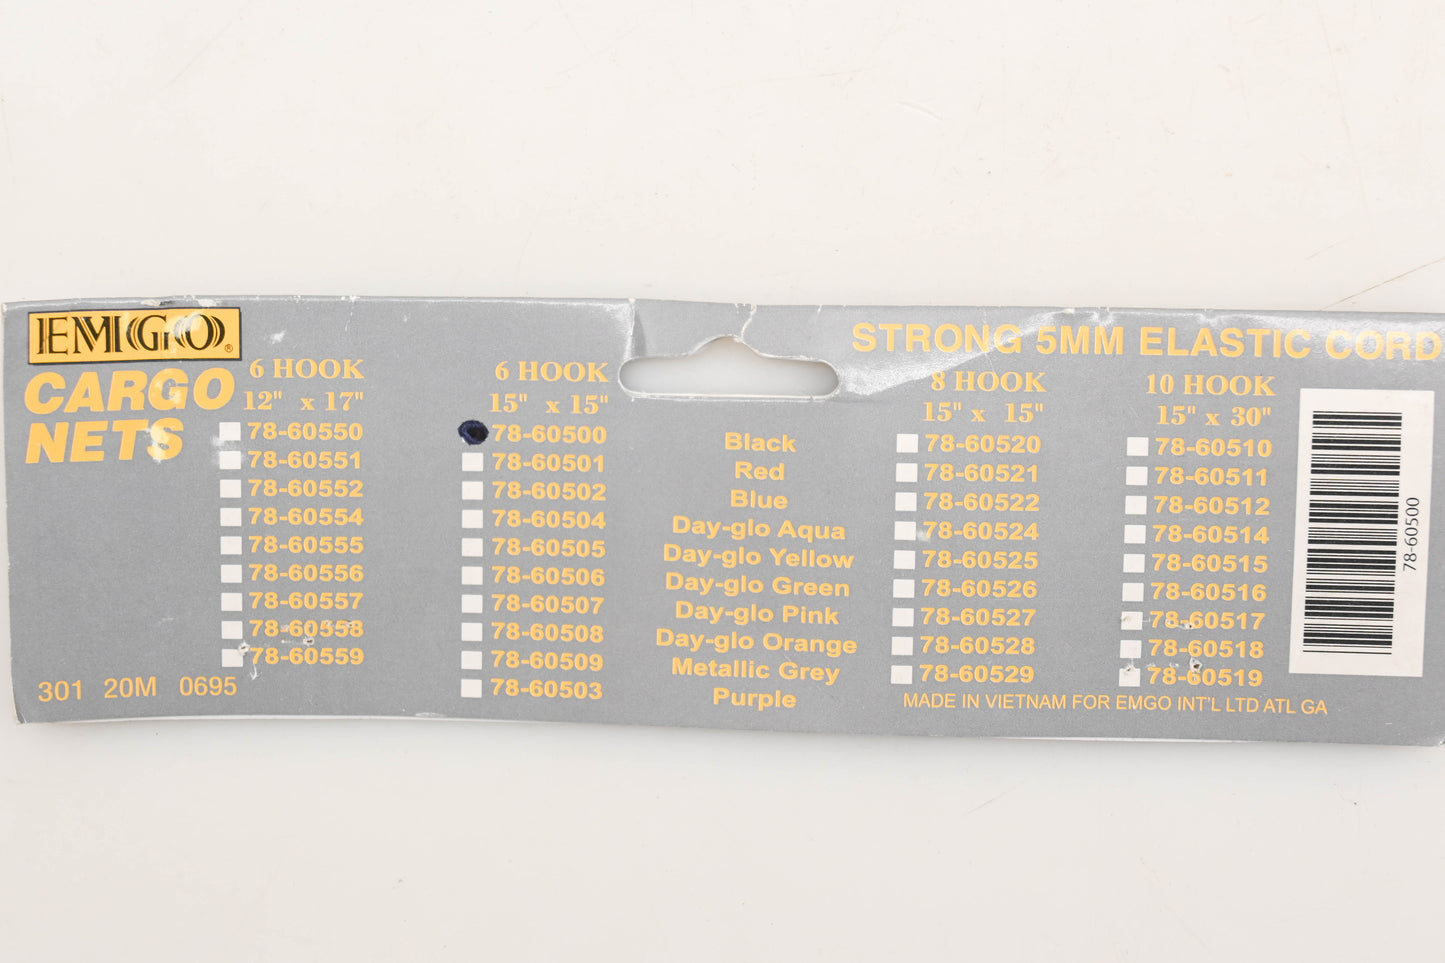 EMGO®
CARGO
NETS
301 20M 0695
6 HOOK
12" x 17"
78-60550
78-60551
78-60552
78-60554
78-60555
78-60556
78-60557
78-60558
78-60559
6 HOOK
15" x 15"
78-60500
78-60501
78-60502
78-60504
78-60505
78-60506
78-60507
78-60508
78-60509
78-60503
Black
Red
Blue
Day-glo Aqua
Day-glo Yellow
Day-glo Green
Day-glo Pink
Day-glo Orange
Metallic Grey
Purple
STRONG 5MM ELASTIC CORD
8 HOOK
15" x 15"
78-60520
78-60521
78-60522
78-60524
78-60525
78-60526
78-60527
78-60528
78-60529
10 HOOK
15" x 30"
78-60510
78-60511
78-60512
78-60514
78-60515
78-60516
78-60517
78-60518
78-60519
MADE IN VIETNAM FOR EMGO INT'L LTD ATL GA
78-60500